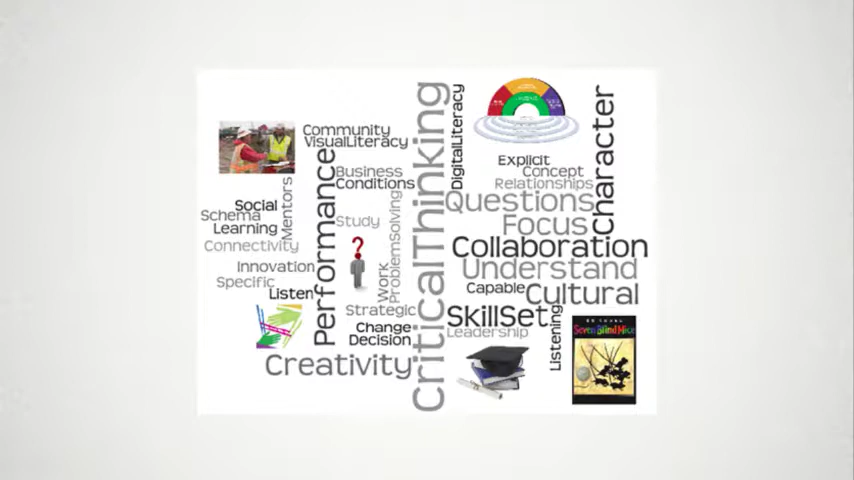 Community
VisualLiteracy
Business
Conditions
Performance
Mentors
Social
Schema
Learning
Connectivity
Study
Innovation
Specific
Listen
Work
ProblemSolving
Strategic
Change
Decision
Creativity
CriticalThinking
DigitalLiteracy
Explicit
Concept
Relationships
Character
Questions
Focus
Collaboration
Understand
Capable
Cultural
SkillSet
Leadership
Listening
?
Seven Blind Mice